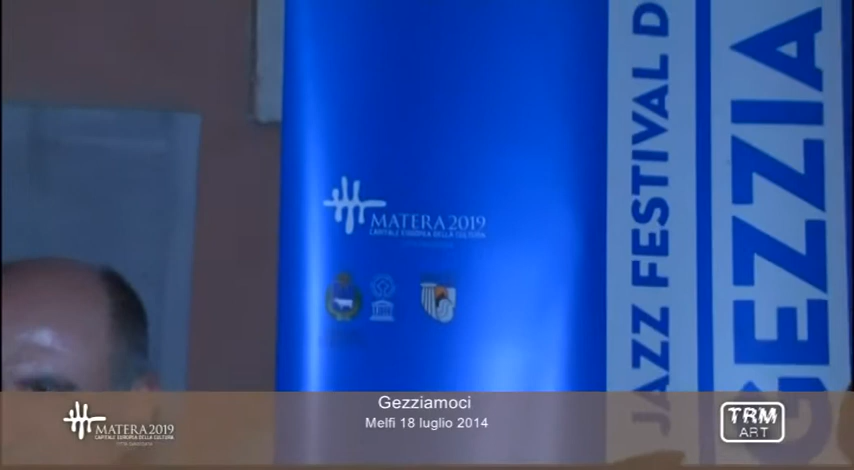 JAZZ FESTIVAL D
GEZZIA
MATERA 2019
CAPITALE EUROPEA DELLA CULTURA
MATERA 2019
CAPITALE EUROPEA DELLA CULTURA
Gezziamoci
Melfi 18 luglio 2014
TRM
ART